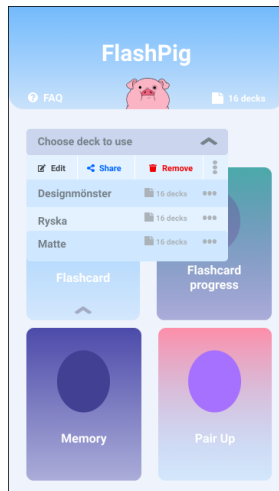 FlashPig
FAQ
16 decks
Choose deck to use
Edit Share Remove
Designmönster 16 decks
Ryska 16 decks
Matte 16 decks
Flashcard
Flashcard
progress
Memory
Pair Up